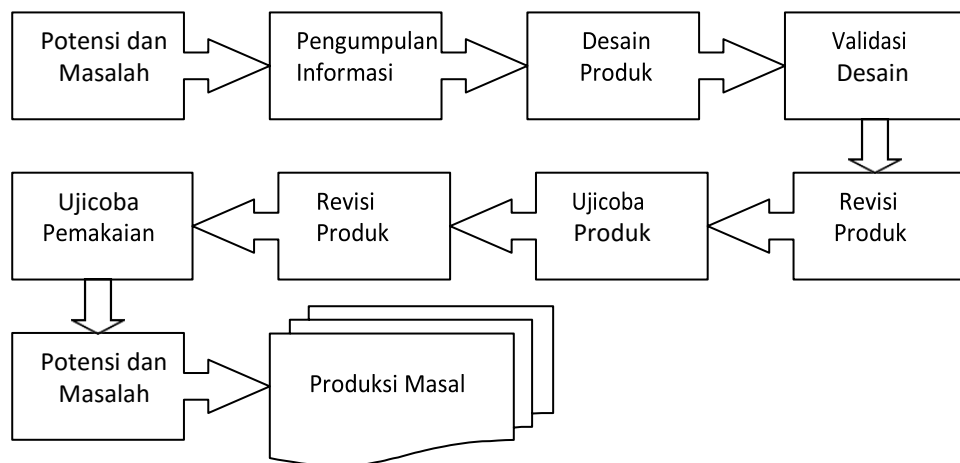 Potensi dan
Masalah
Pengumpulan
Informasi
Desain
Produk
Validasi
Desain
Revisi
Produk
Ujicoba
Produk
Revisi
Produk
Ujicoba
Pemakaian
Potensi dan
Masalah
Produksi Masal